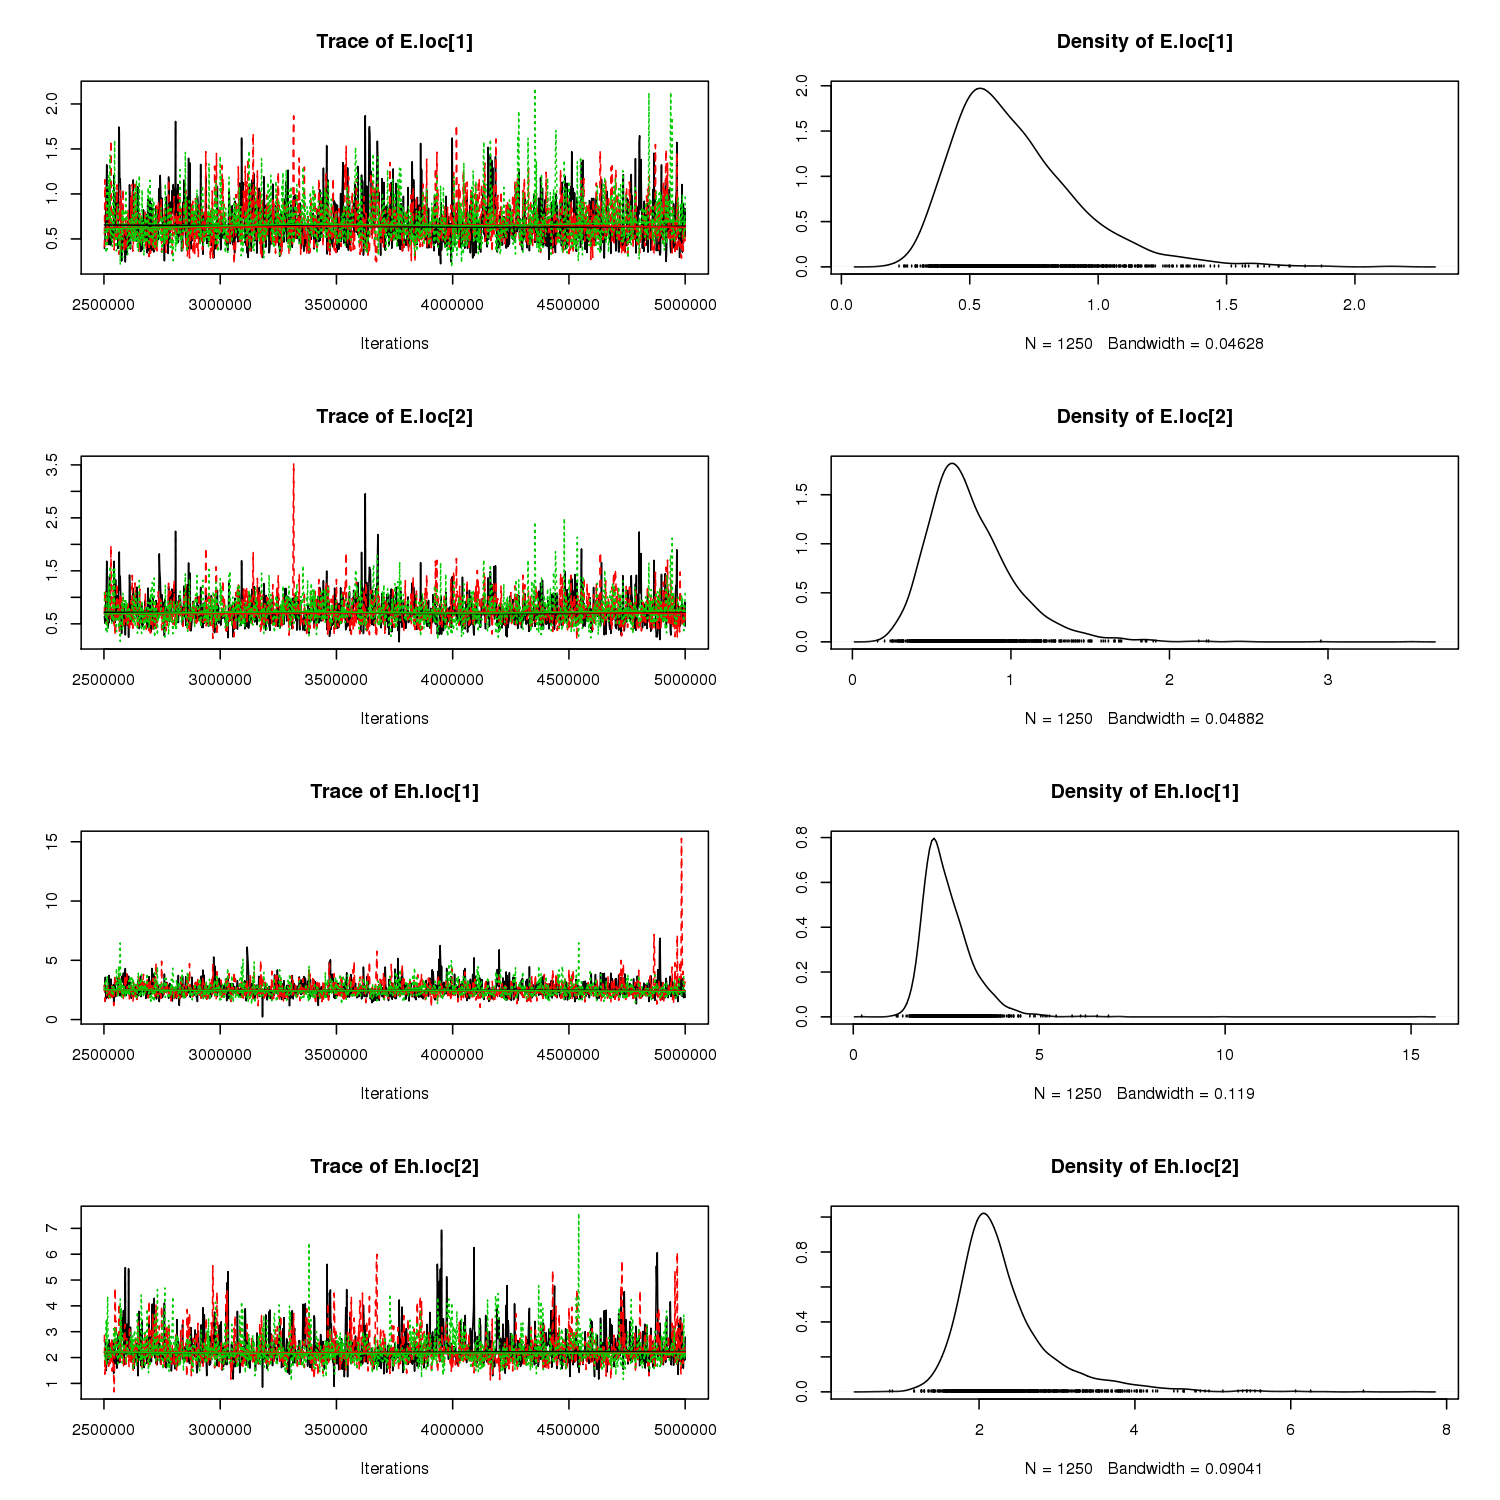 Trace of E.loc[1]
0.5 1.0 1.5 2.0
2500000 3000000 3500000 4000000 4500000 5000000
Iterations
Density of E.loc[1]
0.0 0.5 1.0 1.5 2.0
0.0 0.5 1.0 1.5 2.0
N = 1250 Bandwidth = 0.04628
Trace of E.loc[2]
0.5 1.5 2.5 3.5
2500000 3000000 3500000 4000000 4500000 5000000
Iterations
Density of E.loc[2]
0.0 0.5 1.0 1.5
0 1 2 3
N = 1250 Bandwidth = 0.04882
Trace of Eh.loc[1]
0 5 10 15
2500000 3000000 3500000 4000000 4500000 5000000
Iterations
Density of Eh.loc[1]
0.0 0.2 0.4 0.6 0.8
0 5 10 15
N = 1250 Bandwidth = 0.119
Trace of Eh.loc[2]
1 2 3 4 5 6 7
2500000 3000000 3500000 4000000 4500000 5000000
Iterations
Density of Eh.loc[2]
0.0 0.4 0.8
2 4 6 8
N = 1250 Bandwidth = 0.09041